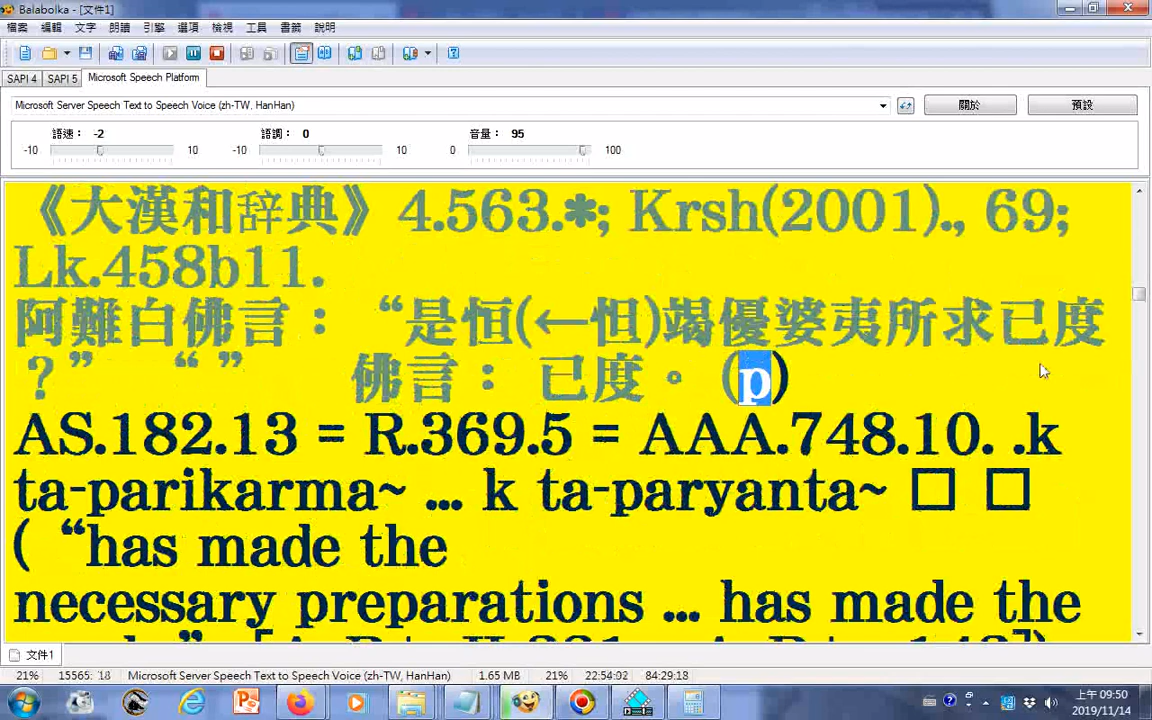 Balabolka - [文件1]
檔案 編輯 文字 朗讀 引擎 選項 檢視 工具 書籤 說明
SAPI 4 SAPI 5 Microsoft Speech Platform
Microsoft Server Speech Text to Speech Voice (zh-TW, HanHan) 關於 預設
語速： -2 語調： 0 音量： 95
-10 10 -10 10 0 100
《大漢和辞典》4.563.*; Krsh(2001)., 69;
Lk.458b11.
阿難白佛言： “是恒(←怛)竭優婆夷所求已度
？” “ ” 佛言： 已度。 (p)
AS.182.13 = R.369.5 = AAA.748.10. .k
ta-parikarma~ ... k ta-paryanta~ □ □
( “has made the
necessary preparations ... has made the
文件1
21% 15565: 18 Microsoft Server Speech Text to Speech Voice (zh-TW, HanHan) 1.65 MB 21% 22:54:02 84:29:18
上午 09:50
2019/11/14